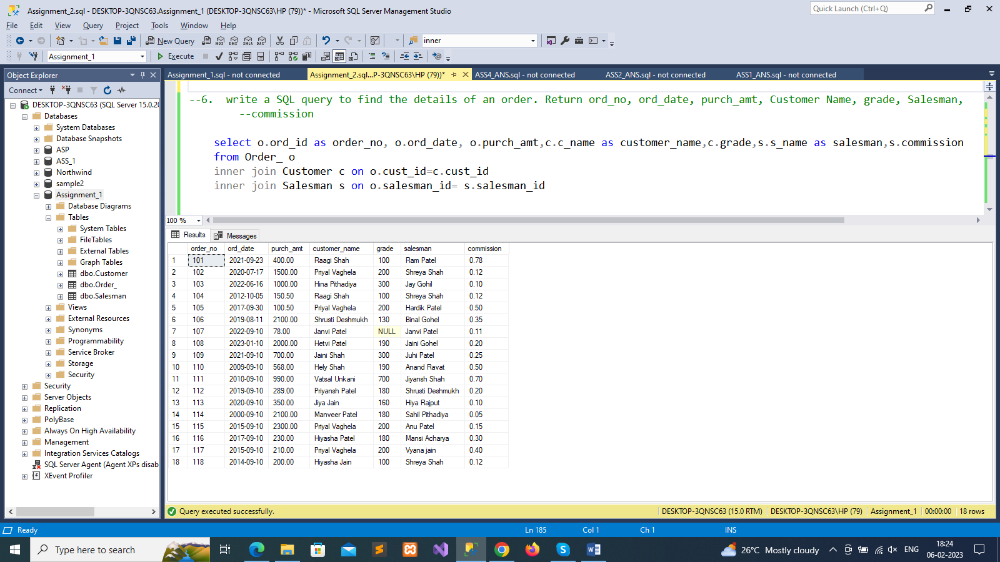 Assignment_2.sql - DESKTOP-3QNSC63.Assignment_1 (DESKTOP-3QNSC63\HP (79))* - Microsoft SQL Server Management Studio
Quick Launch (Ctrl+Q)
File Edit View Query Project Tools Window Help
New Query
inner
Assignment_1
Execute
Object Explorer
Connect
DESKTOP-3QNSC63 (SQL Server 15.0.20
Databases
System Databases
Database Snapshots
ASP
ASS_1
Northwind
sample2
Assignment_1
Database Diagrams
Tables
System Tables
FileTables
External Tables
Graph Tables
dbo.Customer
dbo.Order_
dbo.Salesman
Views
External Resources
Synonyms
Programmability
Service Broker
Storage
Security
Security
Server Objects
Replication
PolyBase
Always On High Availability
Management
Integration Services Catalogs
SQL Server Agent (Agent XPs disab
XEvent Profiler
Assignment_1.sql - not connected
Assignment_2.sql...P-3QNSC63\HP (79))*
ASS4_ANS.sql - not connected
ASS2_ANS.sql - not connected
ASS1_ANS.sql - not connected
--6. write a SQL query to find the details of an order. Return ord_no, ord_date, purch_amt, Customer Name, grade, Salesman,
--commission
select o.ord_id as order_no, o.ord_date, o.purch_amt,c.c_name as customer_name,c.grade,s.s_name as salesman,s.commission
from Order_ o
inner join Customer c on o.cust_id=c.cust_id
inner join Salesman s on o.salesman_id= s.salesman_id
100 %
Results Messages
order_no ord_date purch_amt customer_name grade salesman commission
1 101 2021-09-23 400.00 Raagi Shah 100 Ram Patel 0.78
2 102 2020-07-17 1500.00 Priyal Vaghela 200 Shreya Shah 0.12
3 103 2022-06-16 1000.00 Hina Pithadiya 300 Jay Gohil 0.10
4 104 2012-10-05 150.50 Raagi Shah 100 Shreya Shah 0.12
5 105 2017-09-30 100.50 Priyal Vaghela 200 Hardik Patel 0.50
6 106 2019-08-11 2100.00 Shrusti Deshmukh 130 Binal Gohel 0.35
7 107 2022-09-10 78.00 Janvi Patel NULL Janvi Patel 0.11
8 108 2023-01-10 2000.00 Hetvi Patel 190 Jaini Gohel 0.20
9 109 2021-09-10 700.00 Jaini Shah 300 Juhi Patel 0.25
10 110 2009-09-10 568.00 Hely Shah 190 Anand Ravat 0.50
11 111 2010-09-10 990.00 Vatsal Unkani 700 Jiyansh Shah 0.70
12 112 2019-09-10 289.00 Priyansh Patel 180 Shrusti Deshmukh 0.20
13 113 2020-09-10 350.00 Jiya Jain 160 Hiya Rajput 0.10
14 114 2000-09-10 2100.00 Manveer Patel 180 Sahil Pithadiya 0.05
15 115 2015-09-10 2300.00 Priyal Vaghela 200 Anu Patel 0.15
16 116 2017-09-10 230.00 Hiyasha Patel 180 Mansi Acharya 0.30
17 117 2015-09-10 210.00 Priyal Vaghela 200 Vyana jain 0.40
18 118 2014-09-10 200.00 Hiyasha Jain 100 Shreya Shah 0.12
Query executed successfully.
DESKTOP-3QNSC63 (15.0 RTM) DESKTOP-3QNSC63\HP (79) Assignment_1 00:00:00 18 rows
Ready
Ln 185 Col 1 Ch 1 INS
Type here to search
26°C Mostly cloudy
ENG
18:24
06-02-2023